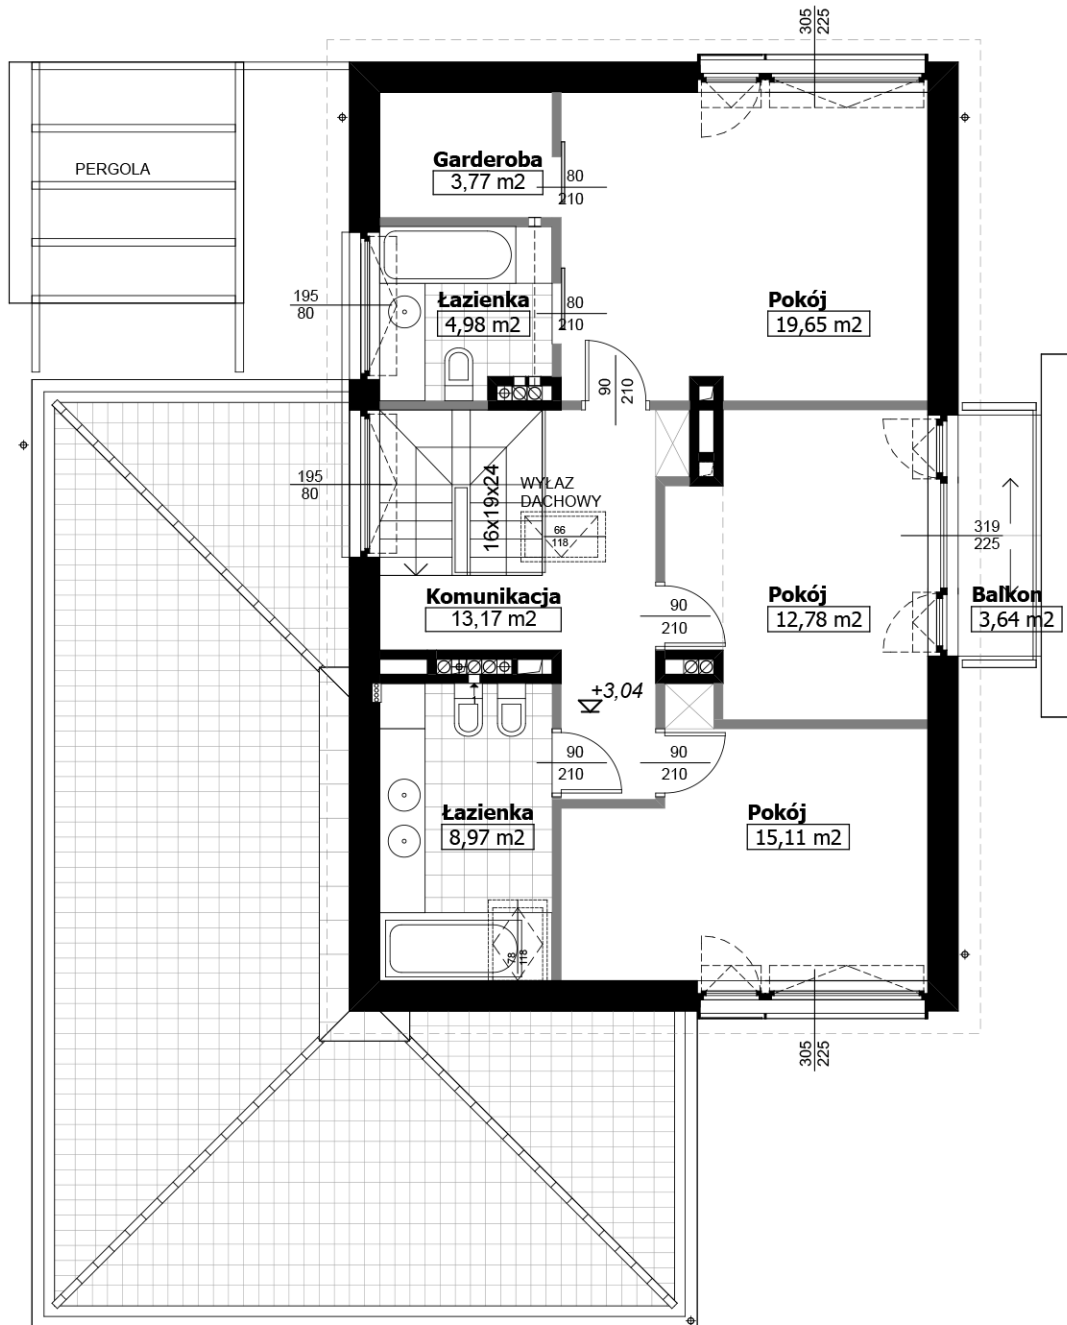 305
225
PERGOLA
Garderoba
3,77 m2
80
210
195
80
Łazienka
4,98 m2
80
210
Pokój
19,65 m2
90
210
195
80
16x19x24
WYŁAZ
DACHOWY
66
118
319
225
Komunikacja
13,17 m2
90
210
Pokój
12,78 m2
Balkon
3,64 m2
+3,04
1
90
210
90
210
Łazienka
8,97 m2
Pokój
15,11 m2
78
118
305
225